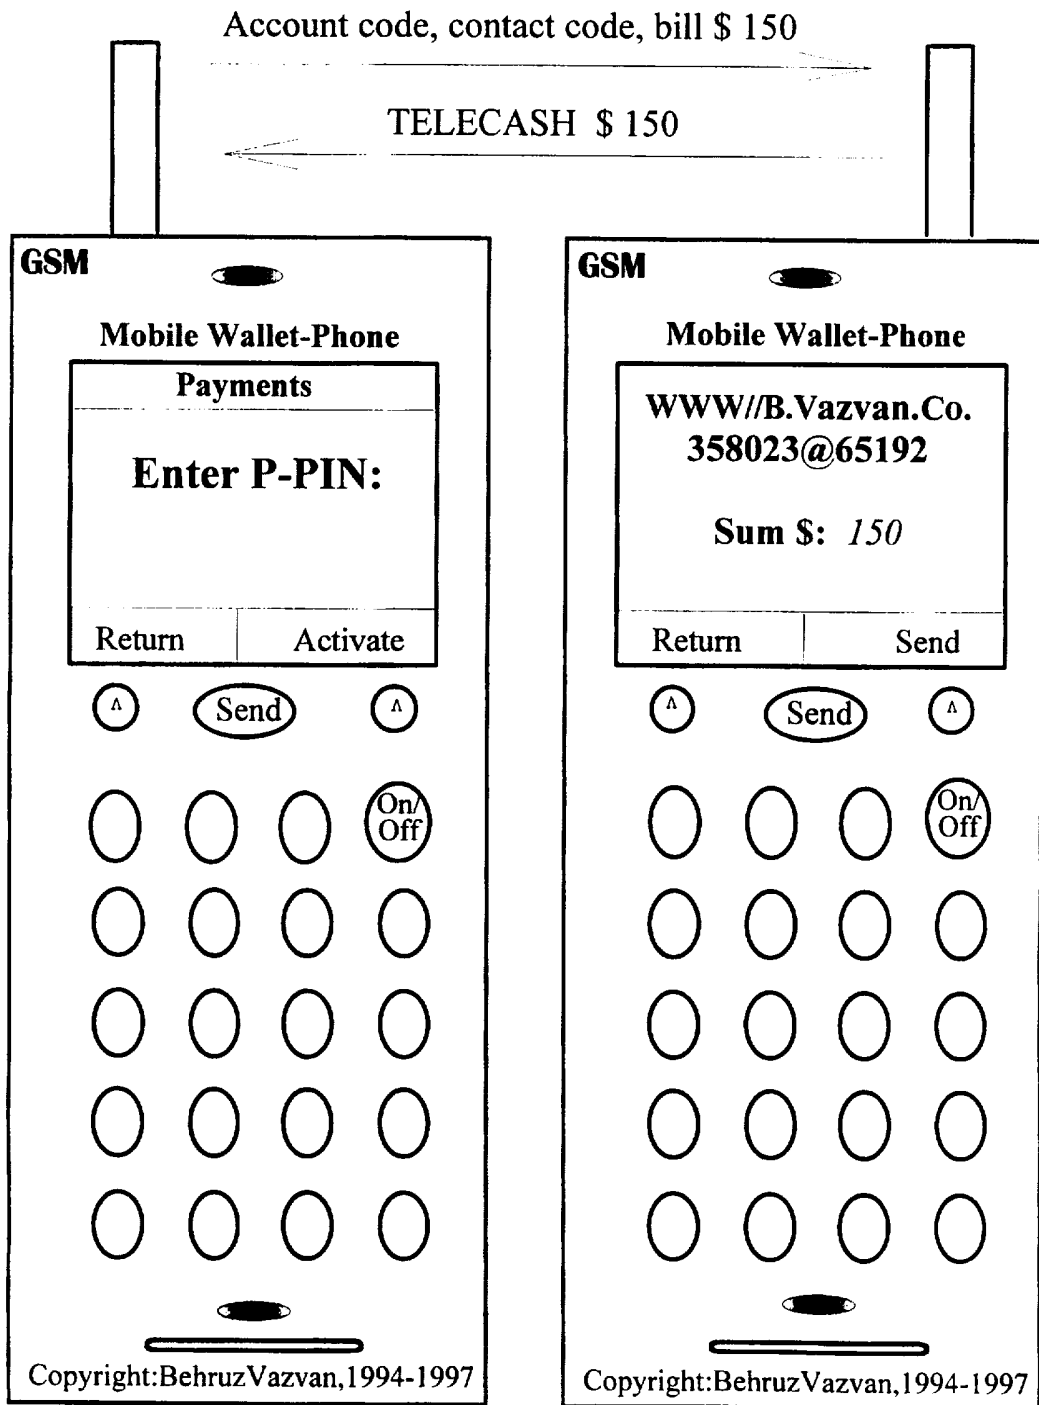 Account code, contact code, bill $ 150
TELECASH $ 150
GSM
Mobile Wallet-Phone
Payments
Enter P-PIN:
Return Activate
^ Send ^
On/
Off
Copyright:BehruzVazvan,1994-1997
GSM
Mobile Wallet-Phone
WWW//B.Vazvan.Co.
358023@65192
Sum $: 150
Return Send
^ Send ^
On/
Off
Copyright:BehruzVazvan,1994-1997